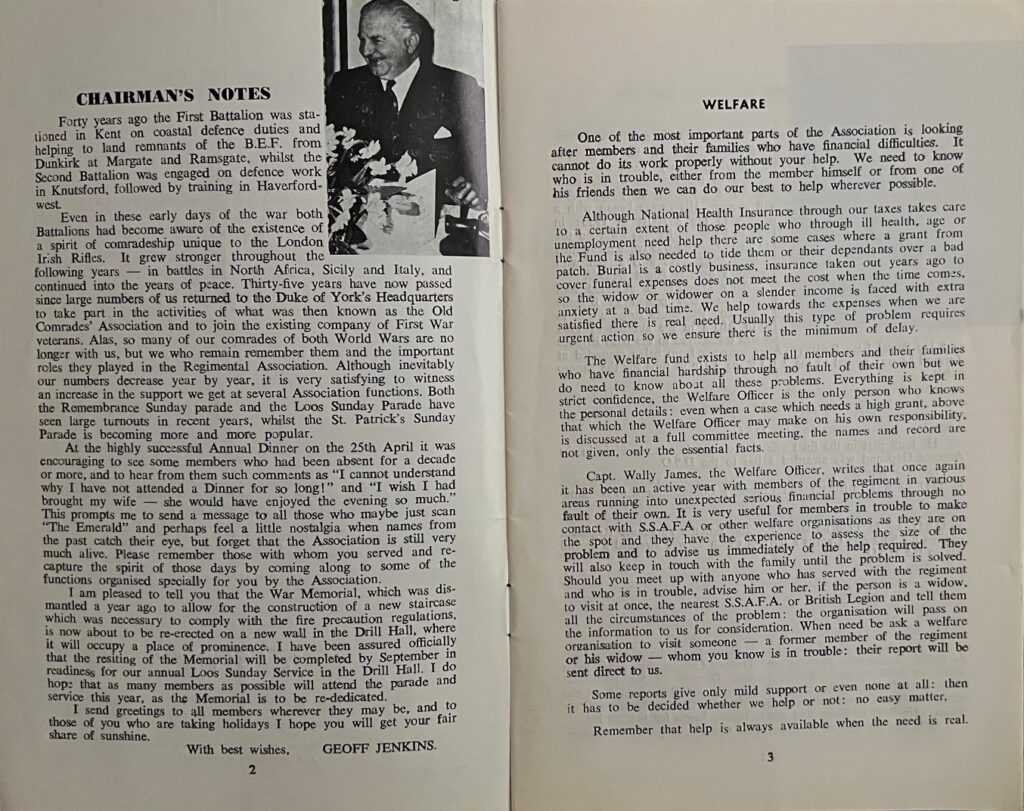 CHAIRMAN'S NOTES
Forty years ago the First Battalion was sta-
tioned in Kent on coastal defence duties and
helping to land remnants of the B.E.F. from
Dunkirk at Margate and Ramsgate, whilst the
Second Battalion was engaged on defence work
in Knutsford, followed by training in Haverford-
west.
Even in these early days of the war both
Battalions had become aware of the existence of
a spirit of comradeship unique to the London
Irish Rifles. It grew stronger throughout the
following years — in battles in North Africa, Sicily and Italy, and
continued into the years of peace. Thirty-five years have now passed
since large numbers of us returned to the Duke of York's Headquarters
to take part in the activities of what was then known as the Old
Comrades' Association and to join the existing company of First War
veterans. Alas, so many of our comrades of both World Wars are no
longer with us, but we who remain remember them and the important
roles they played in the Regimental Association. Although inevitably
our numbers decrease year by year, it is very satisfying to witness
an increase in the support we get at several Association functions. Both
the Remembrance Sunday parade and the Loos Sunday Parade have
seen large turnouts in recent years, whilst the St. Patrick's Sunday
Parade is becoming more and more popular.
At the highly successful Annual Dinner on the 25th April it was
encouraging to see some members who had been absent for a decade
or more, and to hear from them such comments as "I cannot understand
why I have not attended a Dinner for so long!" and "I wish I had
brought my wife — she would have enjoyed the evening so much."
This prompts me to send a message to all those who maybe just scan
"The Emerald" and perhaps feel a little nostalgia when names from
the past catch their eye, but forget that the Association is still very
much alive. Please remember those with whom you served and re-
capture the spirit of those days by coming along to some of the
functions organised specially for you by the Association.
I am pleased to tell you that the War Memorial, which was dis-
mantled a year ago to allow for the construction of a new staircase
which was necessary to comply with the fire precaution regulations,
is now about to be re-erected on a new wall in the Drill Hall, where
it will occupy a place of prominence. I have been assured officially
that the resiting of the Memorial will be completed by September in
readiness for our annual Loos Sunday Service in the Drill Hall. I do
hope that as many members as possible will attend the parade and
service this year, as the Memorial is to be re-dedicated.
I send greetings to all members wherever they may be, and to
those of you who are taking holidays I hope you will get your fair
share of sunshine.
With best wishes, GEOFF JENKINS.
2
WELFARE
One of the most important parts of the Association is looking
after members and their families who have financial difficulties. It
cannot do its work properly without your help. We need to know
who is in trouble, either from the member himself or from one of
his friends then we can do our best to help wherever possible.
Although National Health Insurance through our taxes takes care
to a certain extent of those people who through ill health, age or
unemployment need help there are some cases where a grant from
the Fund is also needed to tide them or their dependants over a bad
patch. Burial is a costly business, insurance taken out years ago to
cover funeral expenses does not meet the cost when the time comes,
so the widow or widower on a slender income is faced with extra
anxiety at a bad time. We help towards the expenses when we are
satisfied there is real need. Usually this type of problem requires
urgent action so we ensure there is the minimum of delay.
The Welfare fund exists to help all members and their families
who have financial hardship through no fault of their own but we
do need to know about all these problems. Everything is kept in
strict confidence, the Welfare Officer is the only person who knows
the personal details: even when a case which needs a high grant, above
that which the Welfare Officer may make on his own responsibility,
is discussed at a full committee meeting, the names and record are
not given, only the essential facts.
Capt. Wally James, the Welfare Officer, writes that once again
it has been an active year with members of the regiment in various
areas running into unexpected serious financial problems through no
fault of their own. It is very useful for members in trouble to make
contact with S.S.A.F.A or other welfare organisations as they are on
the spot and they have the experience to assess the size of the
problem and to advise us immediately of the help required. They
will also keep in touch with the family until the problem is solved.
Should you meet up with anyone who has served with the regiment
and who is in trouble, advise him or her, if the person is a widow,
to visit at once, the nearest S.S.A.F.A. or British Legion and tell them
all the circumstances of the problem: the organisation will pass on
the information to us for consideration. When need be ask a welfare
organisation to visit someone — a former member of the regiment
or his widow — whom you know is in trouble: their report will be
sent direct to us.
Some reports give only mild support or even none at all: then
it has to be decided whether we help or not: no easy matter.
Remember that help is always available when the need is real.
3